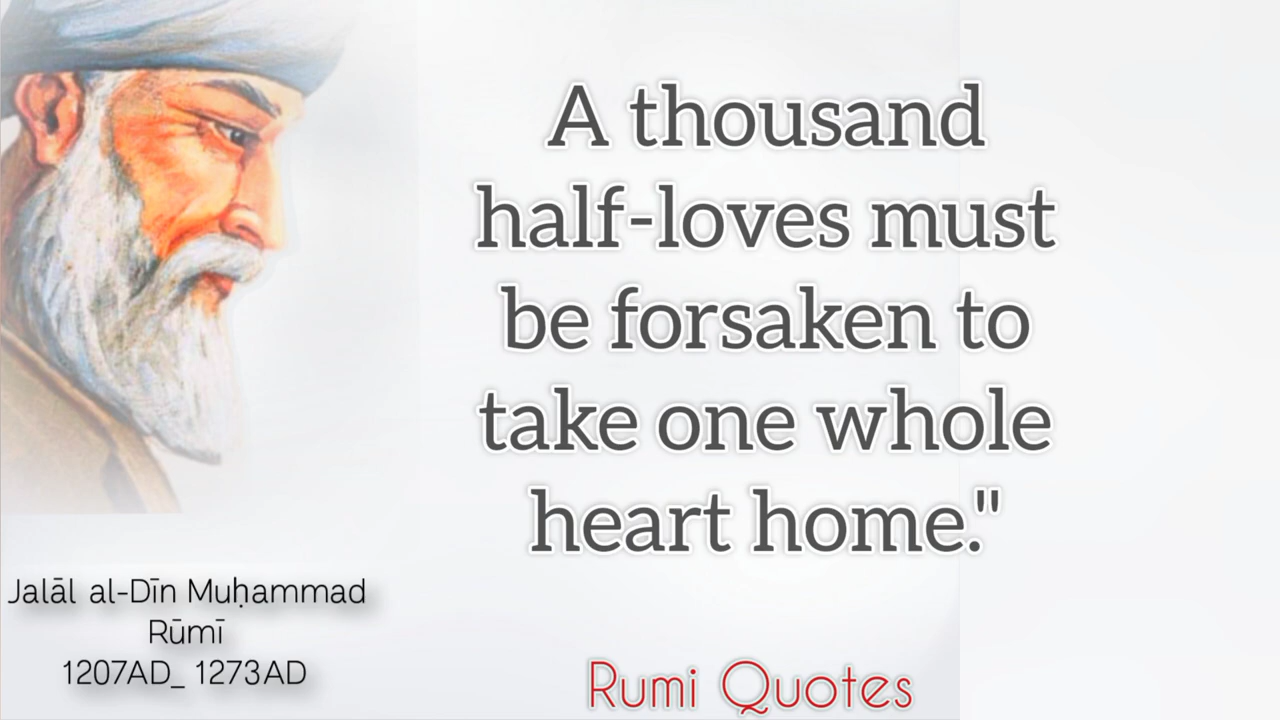 A thousand
half-loves must
be forsaken to
take one whole
heart home."
Jalāl al-Dīn Muḥammad
Rūmī
1207AD_ 1273AD
Rumi Quotes